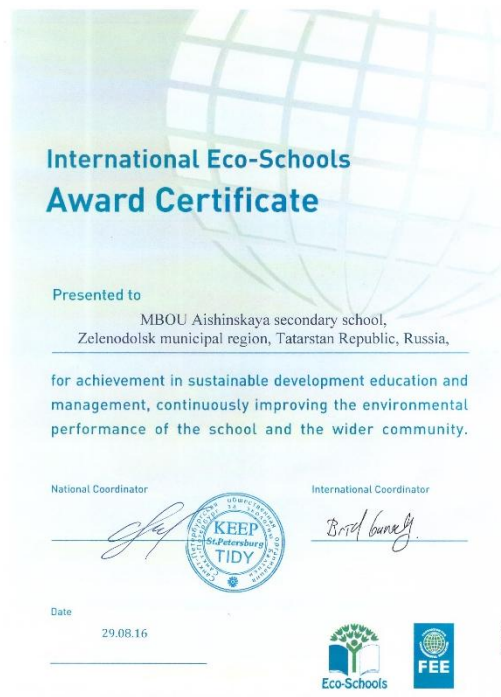 International Eco-Schools
Award Certificate
Presented to
MBOU Aishinskaya secondary school,
Zelenodolsk municipal region, Tatarstan Republic, Russia,
for achievement in sustainable development education and
management, continuously improving the environmental
performance of the school and the wider community.
National Coordinator
International Coordinator
KEEP
St.Petersburg
TIDY
Date
29.08.16
Eco-Schools
FEE